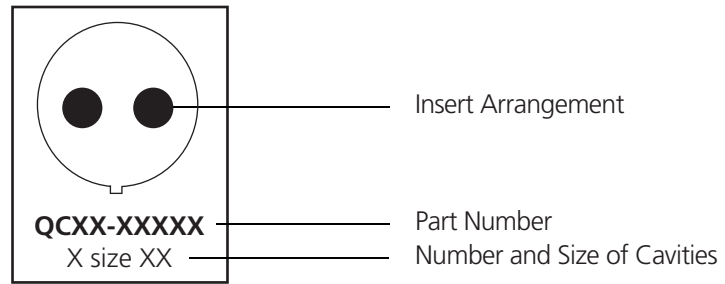 Insert Arrangement
QCXX-XXXXX
Part Number
X size XX
Number and Size of Cavities